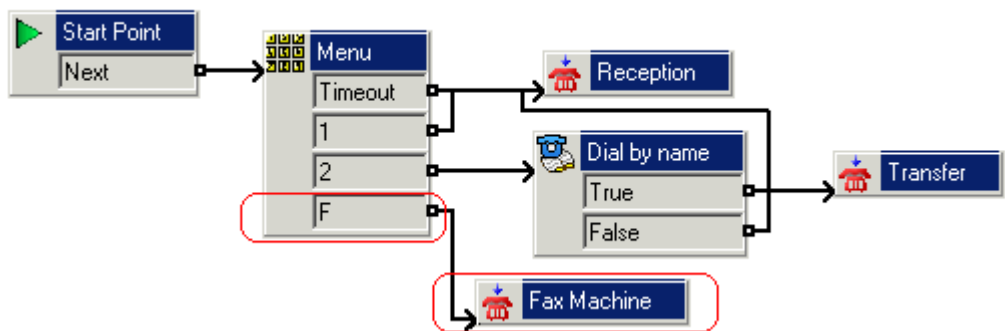 Start Point
Next
Menu
Timeout
1
2
F
Reception
Dial by name
True
False
Transfer
Fax Machine